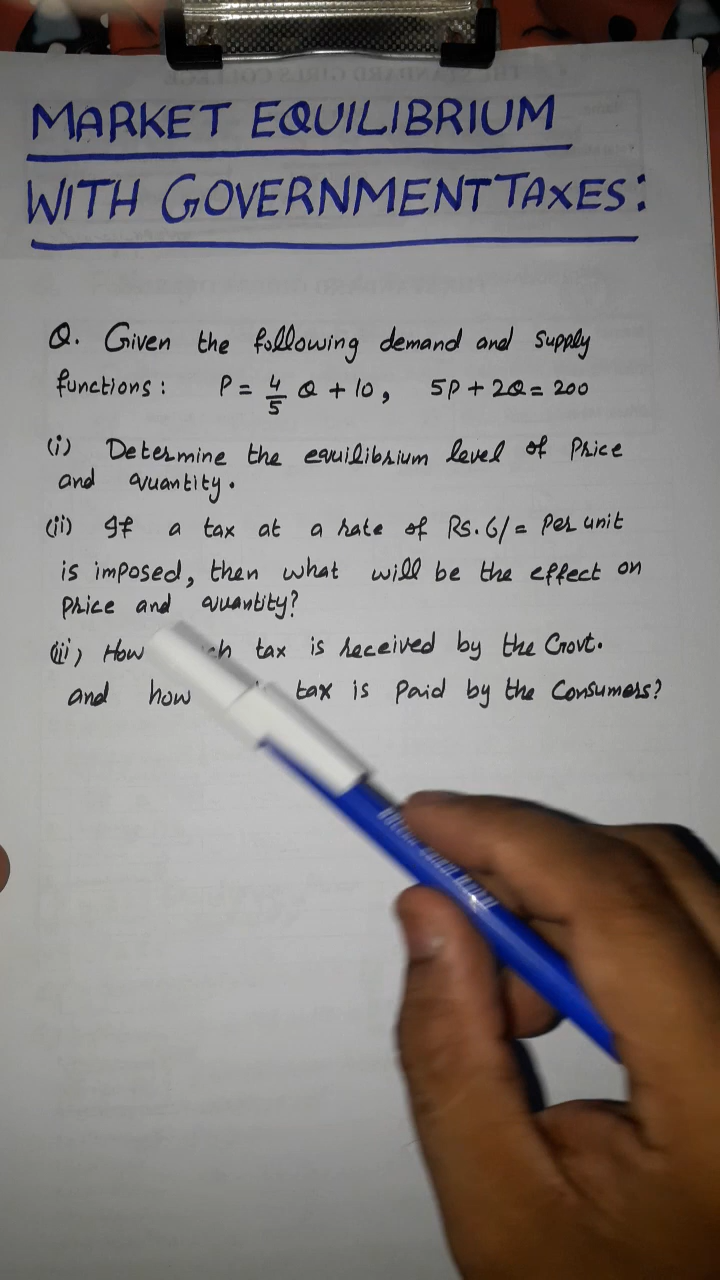 MARKET EQUILIBRIUM
WITH GOVERNMENT TAXES:
Q. Given the following demand and supply
functions: P = 4/5 Q + 10, 5P + 2Q = 200
(i) Determine the equilibrium level of Price
and quantity.
(ii) If a tax at a rate of Rs. 6/= per unit
is imposed, then what will be the effect on
price and quantity?
(iii) How tax is received by the Govt.
and how tax is paid by the Consumers?